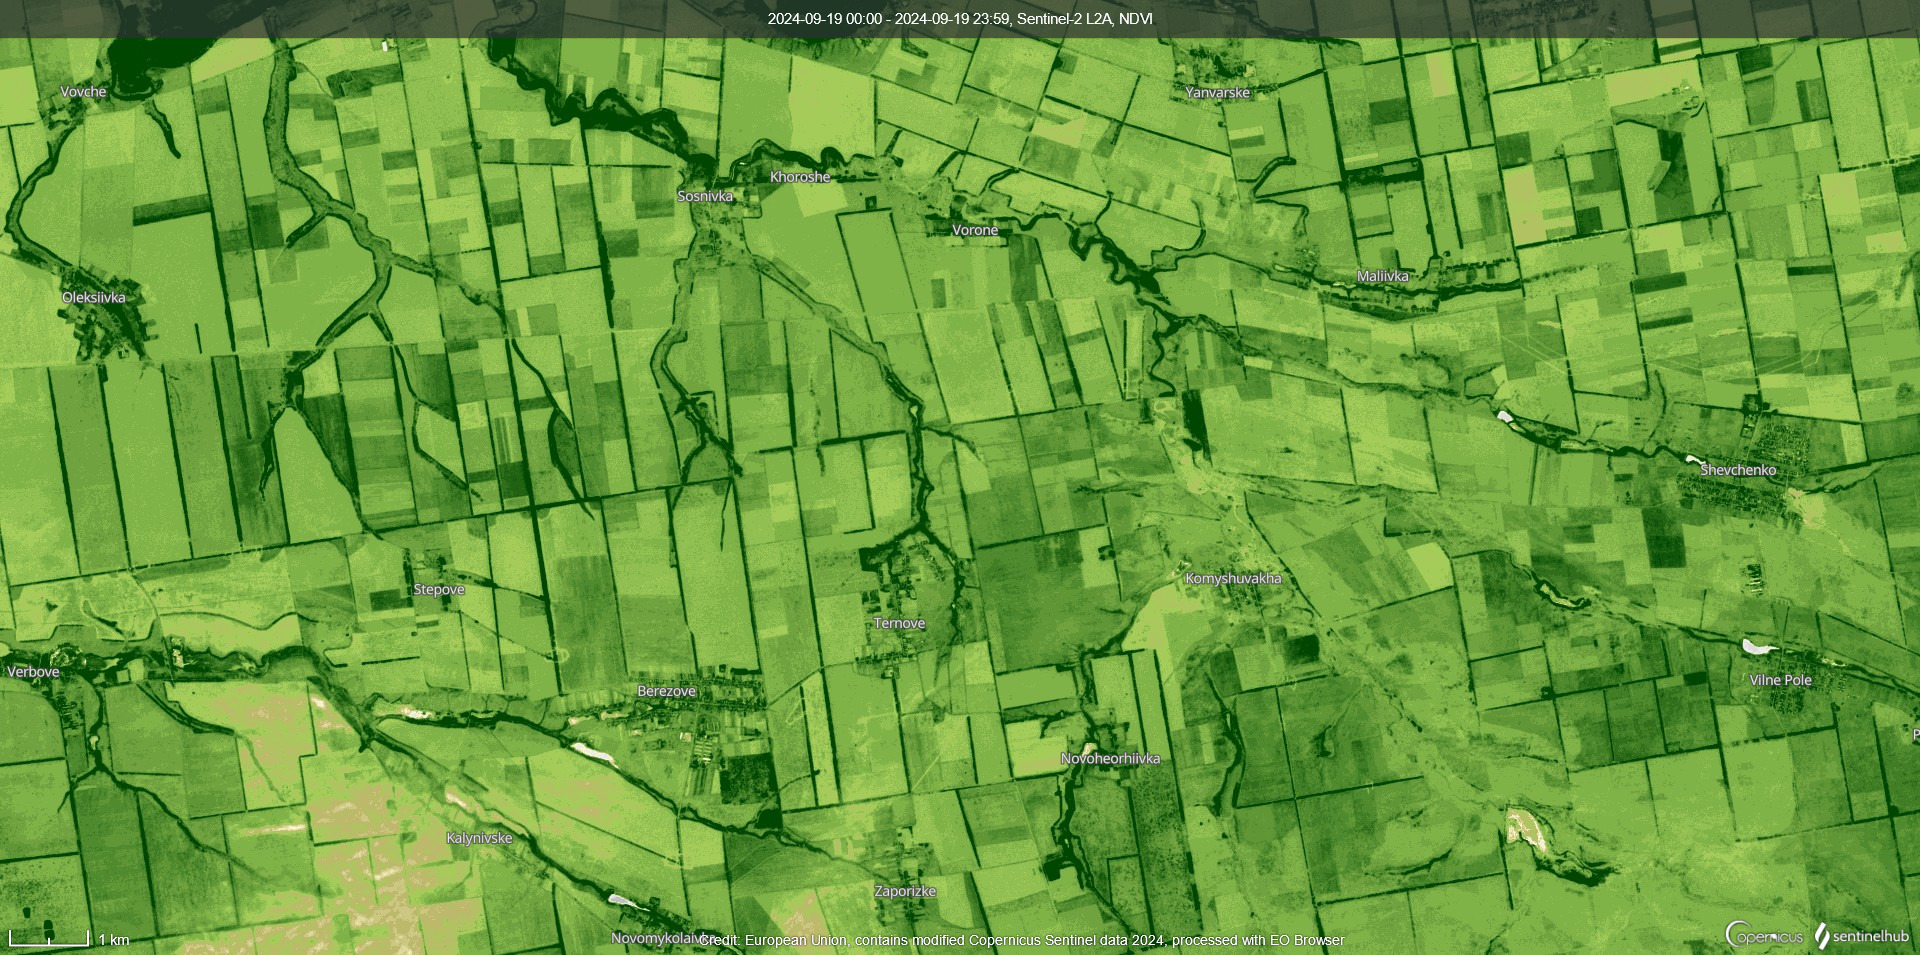 2024-09-19 00:00 - 2024-09-19 23:59, Sentinel-2 L2A, NDVI
Vovche
Yanvarske
Khoroshe
Sosnivka
Vorone
Maliivka
Oleksiivka
Shevchenko
Komyshuvakha
Stepove
Ternove
Verbove
Vilne Pole
Berezove
P
Novoheorhiivka
Kalynivske
Zaporizke
1 km
Novomykolaivka
Credit: European Union, contains modified Copernicus Sentinel data 2024, processed with EO Browser
Copernicus
sentinelhub